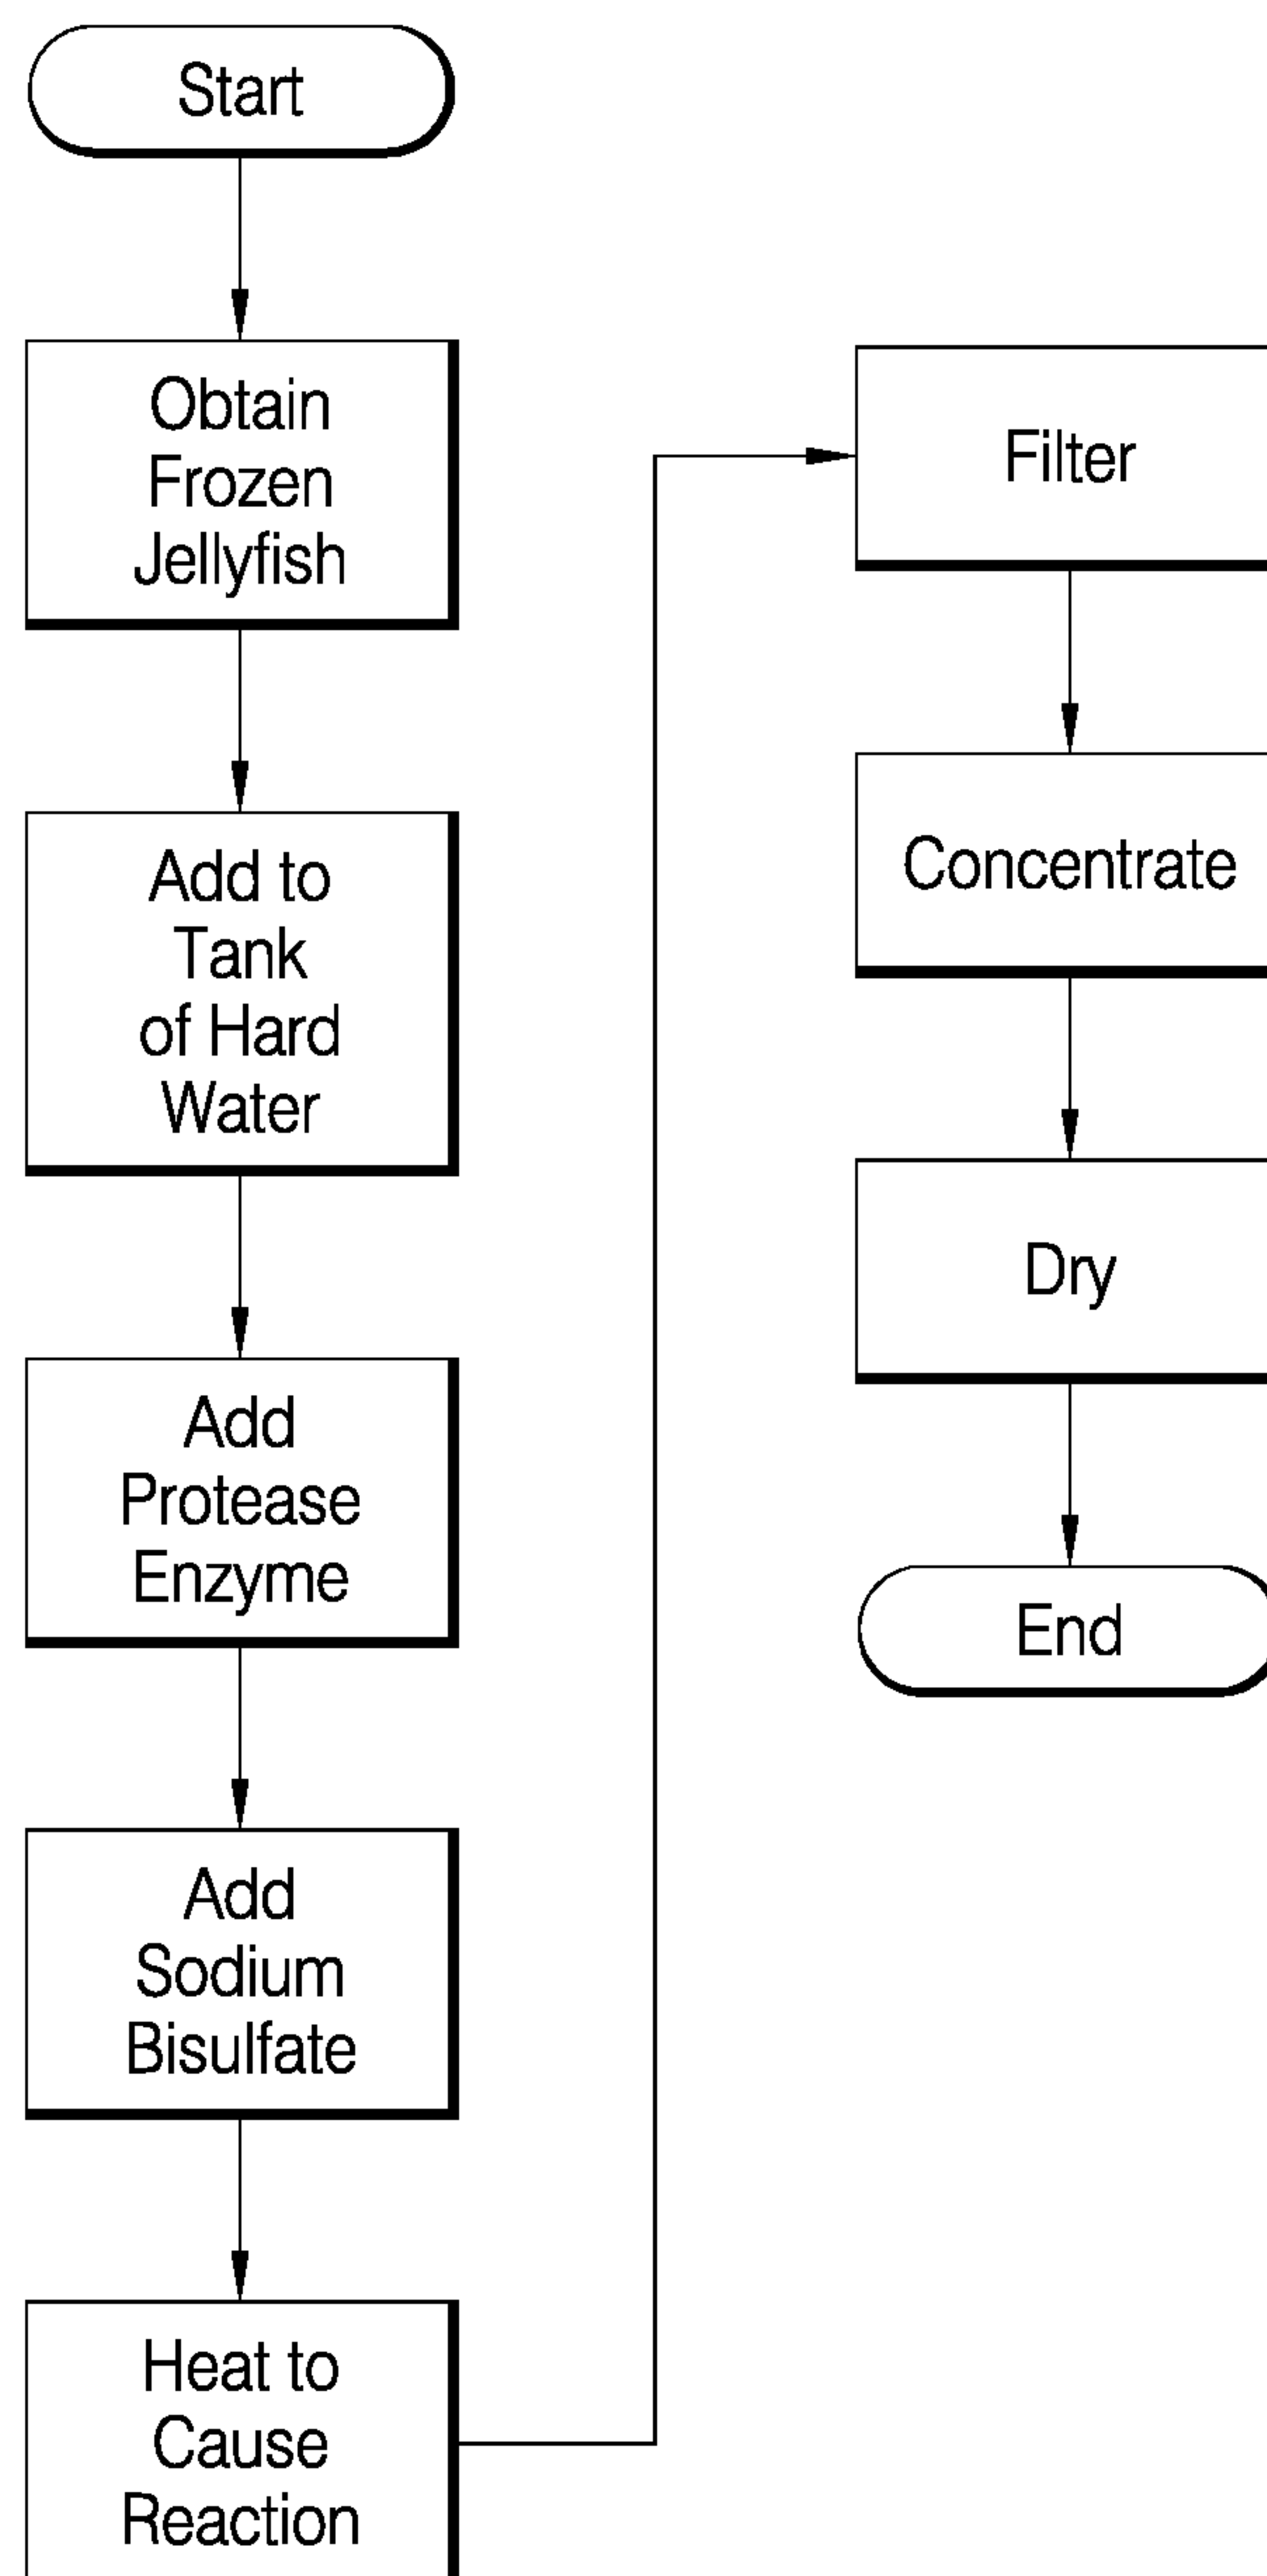 Start
Obtain
Frozen
Jellyfish
Add to
Tank
of Hard
Water
Add
Protease
Enzyme
Add
Sodium
Bisulfate
Heat to
Cause
Reaction
Filter
Concentrate
Dry
End